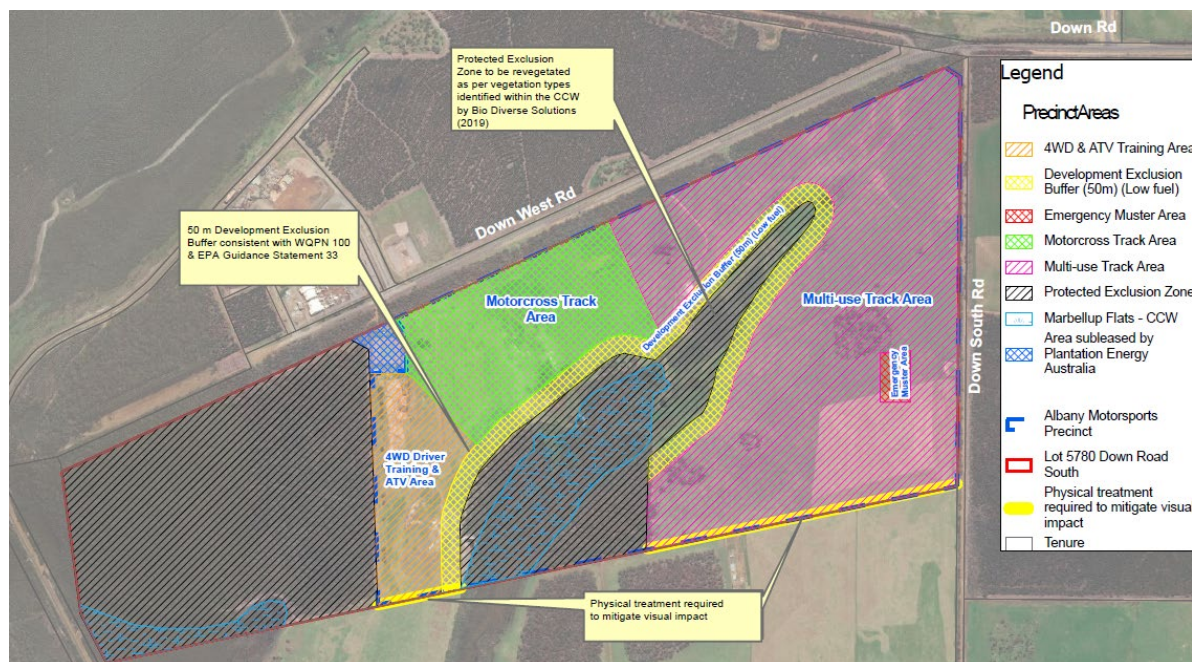 Down Rd
Protected Exclusion
Zone to be revegetated
as per vegetation types
identified within the CCW
by Bio Diverse Solutions
(2019)
Down West Rd
50 m Development Exclusion
Buffer consistent with WQPN 100
& EPA Guidance Statement 33
Development Exclusion Buffer (50m) (Low fuel)
Motorcross Track
Area
Multi-use Track Area
Emergency
Muster Area
Down South Rd
4WD Driver
Training &
ATV Area
Physical treatment required
to mitigate visual impact
Legend
PrecinctAreas
4WD & ATV Training Area
Development Exclusion
Buffer (50m) (Low fuel)
Emergency Muster Area
Motorcross Track Area
Multi-use Track Area
Protected Exclusion Zone
Marbellup Flats - CCW
Area subleased by
Plantation Energy
Australia
Albany Motorsports
Precinct
Lot 5780 Down Road
South
Physical treatment
required to mitigate visual
impact
Tenure